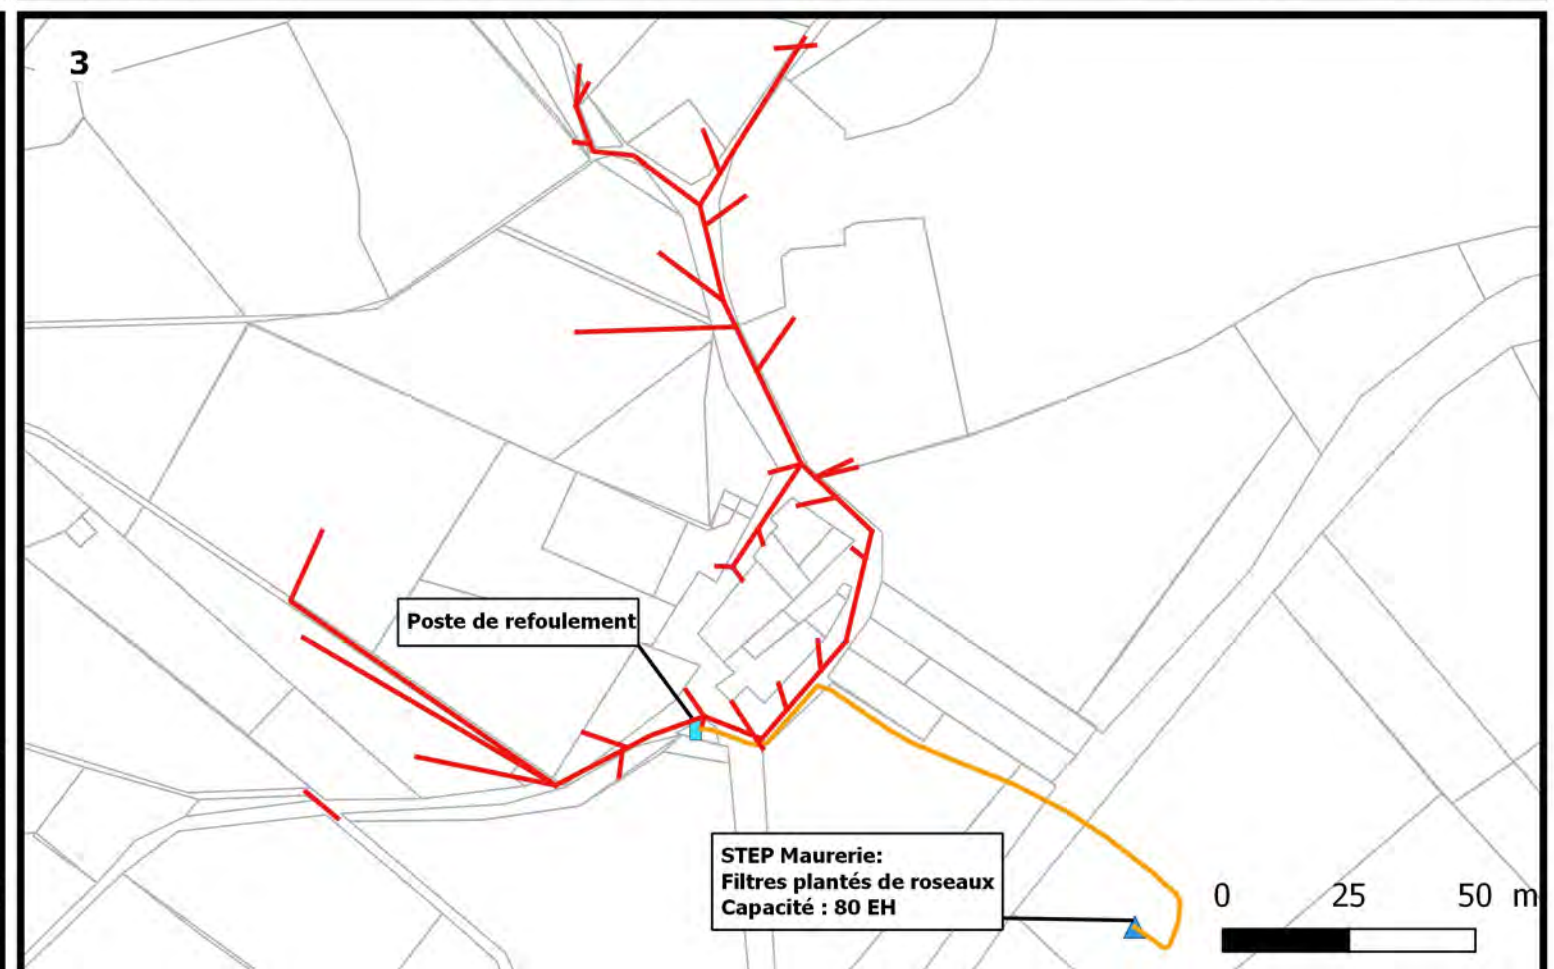 3
Poste de refoulement
STEP Maurerie:
Filtres plantés de roseaux
Capacité : 80 EH
0 25 50 m